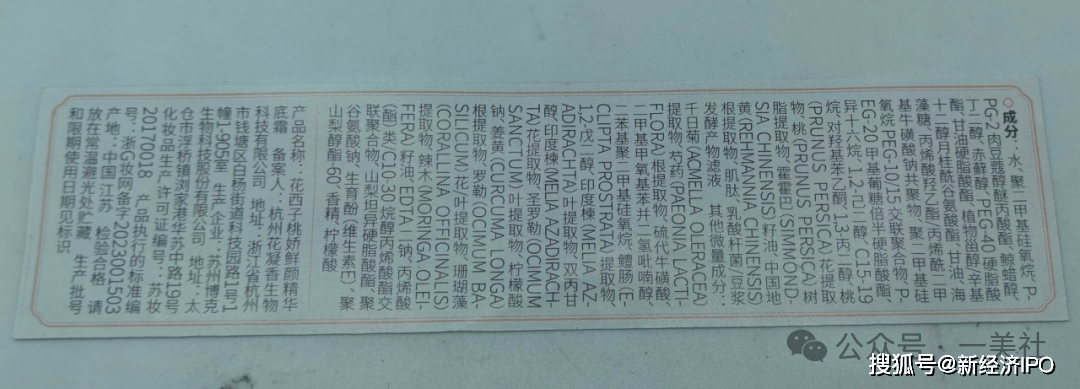 ◇成分：水、聚二甲基硅氧烷、P-
PG-2 肉豆蔻醇醚丙酸酯、鲸蜡醇、
丁二醇、赤藓醇、PEG-40 硬脂酸
酯、甘油硬脂酸酯、植物甾醇/辛基
十二醇月桂酰谷氨酸酯、甘油、海
藻糖、丙烯酸羟乙酯/丙烯酰二甲
基牛磺酸钠共聚物、聚二甲基硅
氧烷/PEG-10/15 交联聚合物、P-
EG-20 甲基葡糖倍半硬脂酸酯、
异十六烷、1,2-己二醇、C15-19
烷、对羟基苯乙酮、1,3-丙二醇、桃
(PRUNUS PERSICA) 花提取
物、桃(PRUNUS PERSICA) 树
脂提取物、霍霍巴(SIMMOND-
SIA CHINENSIS) 籽油、中国地
黄(REHMANNIA CHINENSIS)
根提取物、肌肽、乳酸杆菌/豆浆
发酵产物滤液 其他微量成分：
千日菊(ACMELLA OLERACEA)
提取物、芍药(PAEONIA LACTI-
FLORA) 根提取物、硫代牛磺酸、
二甲基甲氧基苯并二氢吡喃醇、
二苯基聚二甲基硅氧烷、鳢肠(E-
CLIPTA PROSTRATA) 提取物、
1,2-戊二醇、印度楝(MELIA AZ-
ADIRACHTA) 叶提取物、双丙甘
醇、印度楝(MELIA AZADIRACH-
TA) 花提取物、圣罗勒(OCIMUM
SANCTUM) 叶提取物、柠檬酸
钠、姜黄(CURCUMA LONGA)
根提取物、罗勒(OCIMUM BA-
SILICUM) 花/叶提取物、珊瑚藻
(CORALLINA OFFICINALIS)
提取物、辣木(MORINGA OLEI-
FERA) 籽油、EDTA 二钠、丙烯酸
(酯)类/C10-30 烷醇丙烯酸酯交
联聚合物、山梨坦异硬脂酸酯、聚
谷氨酸钠、生育酚(维生素E)、聚
山梨醇酯-60、香精、柠檬酸
产品名称：花西子桃娇鲜颜精华
底霜 备案人：杭州花凝香生物
科技有限公司 地址：浙江省杭州
市钱塘区白杨街道科技园路1号1
幢1-905室 生产企业：苏州博克
生物科技股份有限公司 地址：太
仓市浮桥镇浏家港华苏中路19号
化妆品生产许可证编号：苏妆
20170018 产品执行的标准编
号：浙G妆网备字2023001503
产地：中国江苏 检验合格 请
放在常温避光处贮藏 生产批号
和限期使用日期见标识
公众号·一美社
搜狐号@新经济IPO